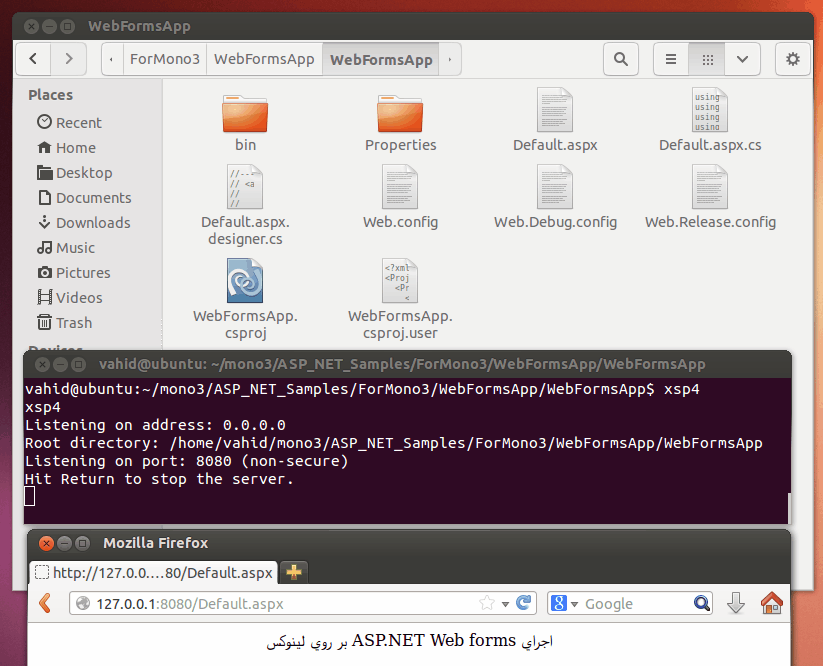 WebFormsApp
ForMono3 WebFormsApp WebFormsApp
Places
Recent
Home
Desktop
Documents
Downloads
Music
Pictures
Videos
Trash
Devices
bin
Properties
Default.aspx
using
using
using
using
Default.aspx.cs
//---
// <a
//
//
Default.aspx.
designer.cs
Web.config
Web.Debug.config
Web.Release.config
WebFormsApp.
csproj
<?xml
<Proj
<Pr
<
WebFormsApp.
csproj.user
vahid@ubuntu: ~/mono3/ASP_NET_Samples/ForMono3/WebFormsApp/WebFormsApp
vahid@ubuntu:~/mono3/ASP_NET_Samples/ForMono3/WebFormsApp/WebFormsApp$ xsp4
xsp4
Listening on address: 0.0.0.0
Root directory: /home/vahid/mono3/ASP_NET_Samples/ForMono3/WebFormsApp/WebFormsApp
Listening on port: 8080 (non-secure)
Hit Return to stop the server.
Mozilla Firefox
http://127.0.0....80/Default.aspx
127.0.0.1:8080/Default.aspx
8 Google
اجراي ASP.NET Web forms بر روي لينوكس